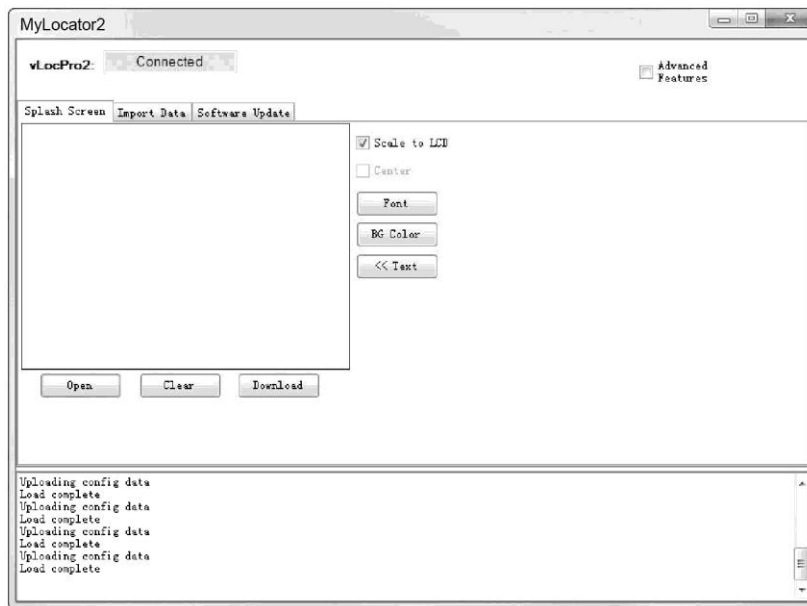 MyLocator2
vLocPro2: Connected
Advanced
Features
Splash Screen Import Data Software Update
Scale to LCD
Center
Font
BG Color
<< Text
Open Clear Download
Uploading config data
Load complete
Uploading config data
Load complete
Uploading config data
Load complete
Uploading config data
Load complete